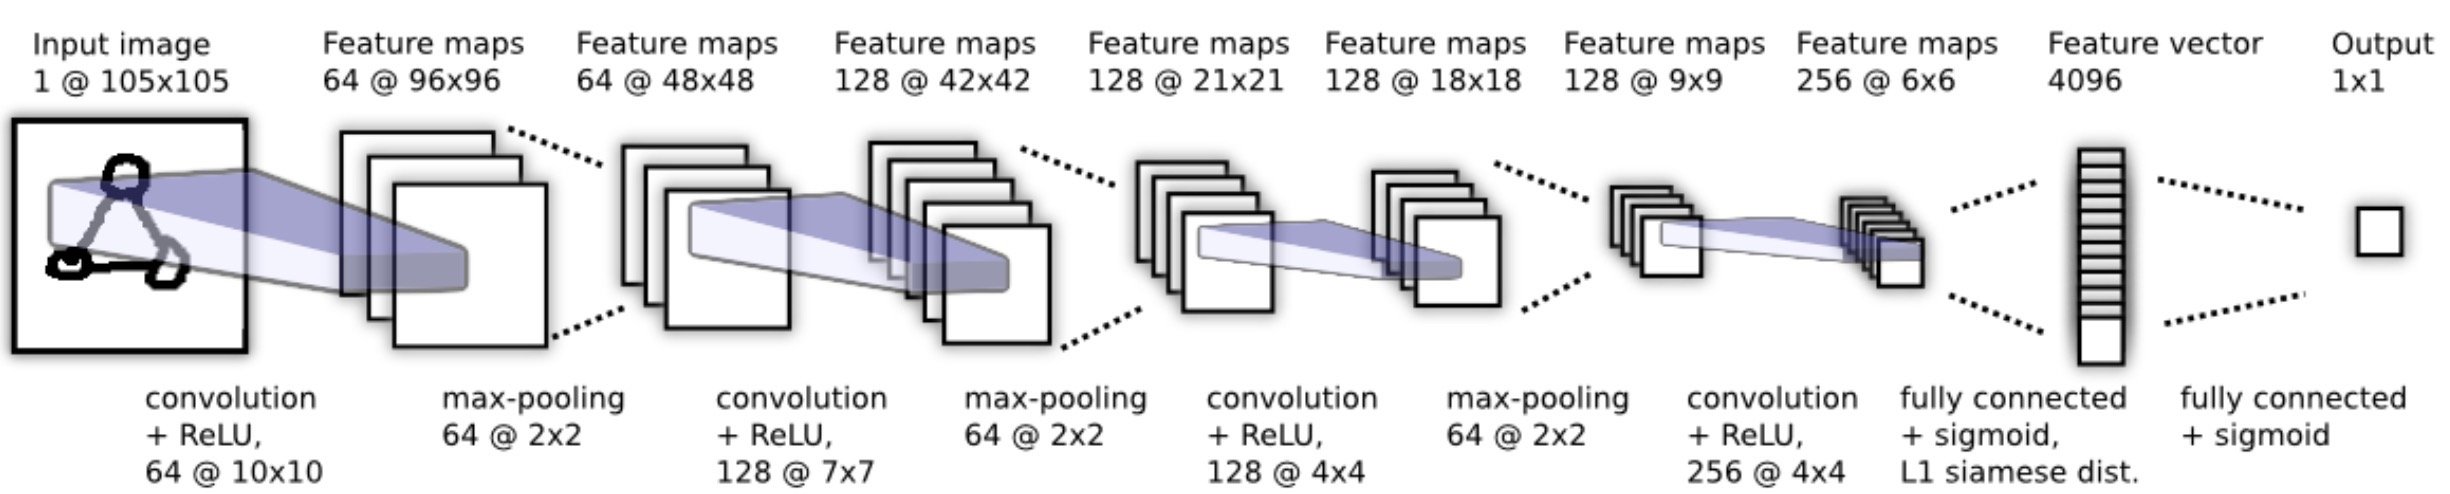 Input image
1 @ 105x105
Feature maps
64 @ 96x96
Feature maps
64 @ 48x48
Feature maps
128 @ 42x42
Feature maps
128 @ 21x21
Feature maps
128 @ 18x18
Feature maps
128 @ 9x9
Feature maps
256 @ 6x6
Feature vector
4096
Output
1x1
convolution
+ ReLU,
64 @ 10x10
max-pooling
64 @ 2x2
convolution
+ ReLU,
128 @ 7x7
max-pooling
64 @ 2x2
convolution
+ ReLU,
128 @ 4x4
max-pooling
64 @ 2x2
convolution
+ ReLU,
256 @ 4x4
fully connected
+ sigmoid,
L1 siamese dist.
fully connected
+ sigmoid